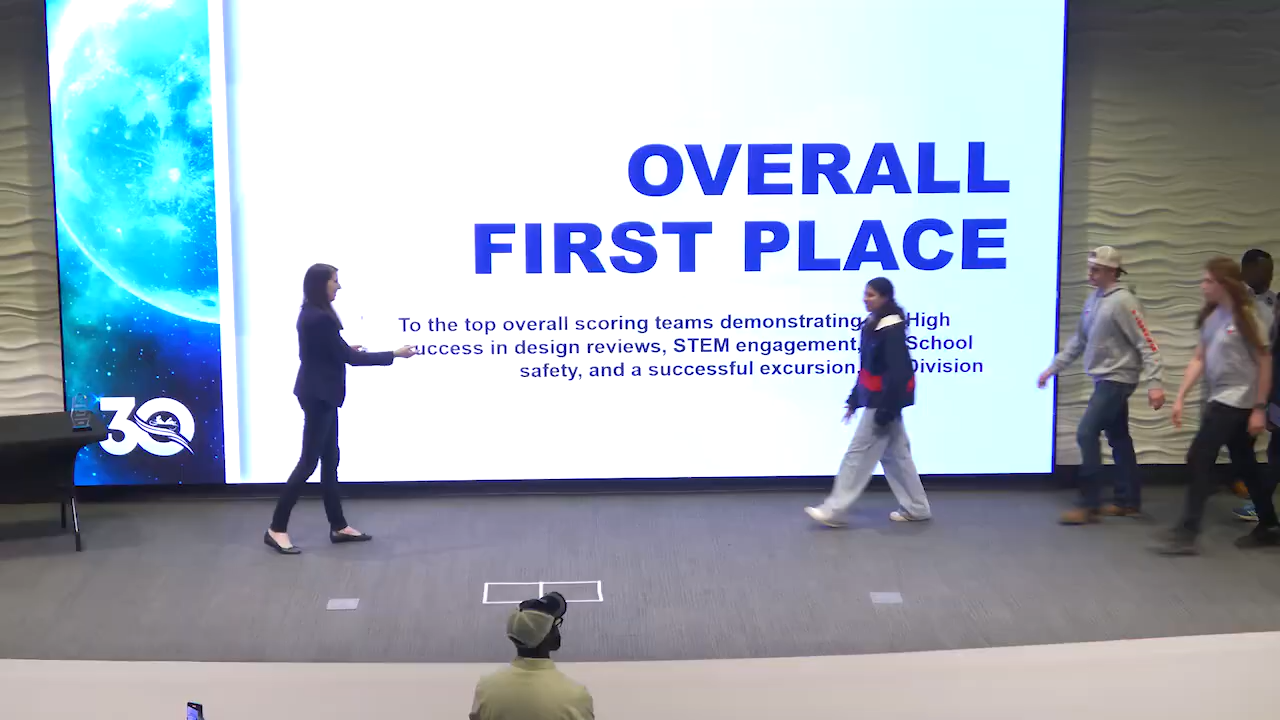 OVERALL
FIRST PLACE
To the top overall scoring teams demonstrating High
success in design reviews, STEM engagement, School
safety, and a successful excursion. Division
30